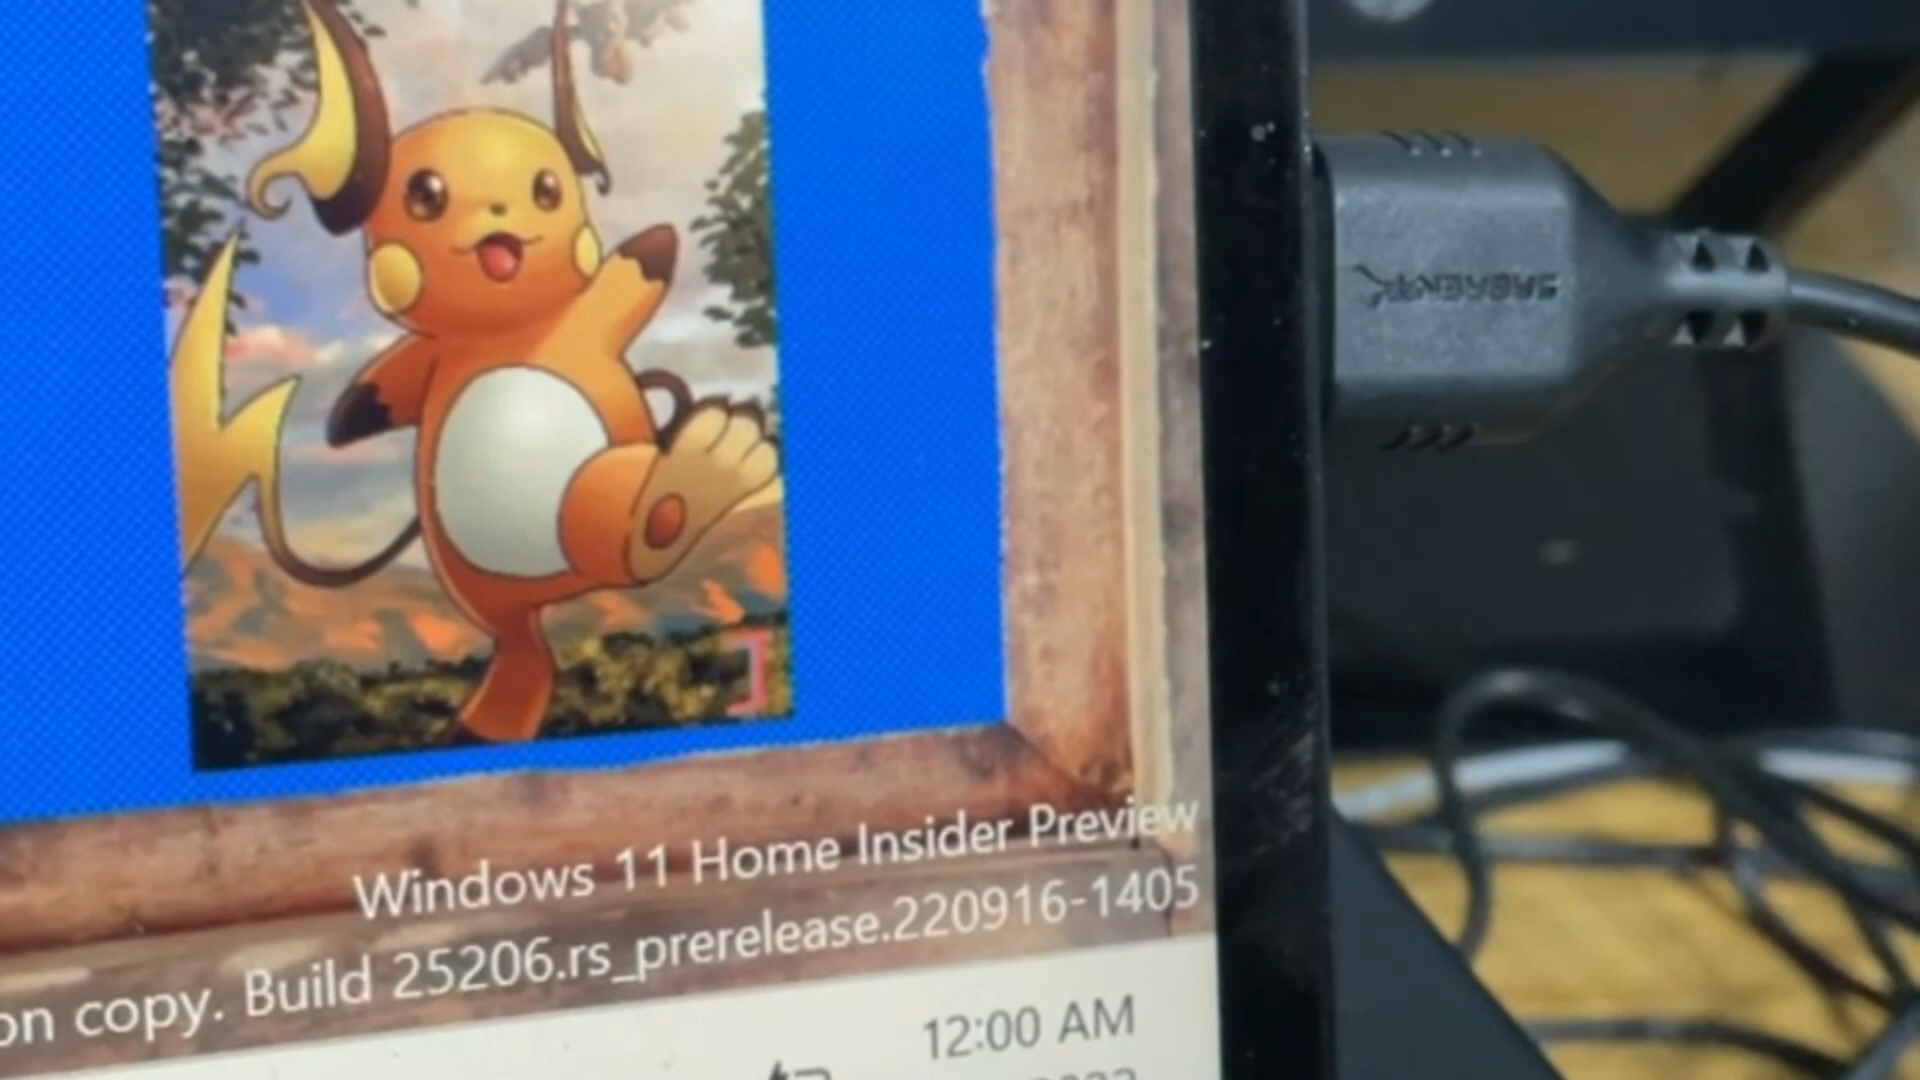 Windows 11 Home Insider Preview
on copy. Build 25206.rs_prerelease.220916-1405
12:00 AM